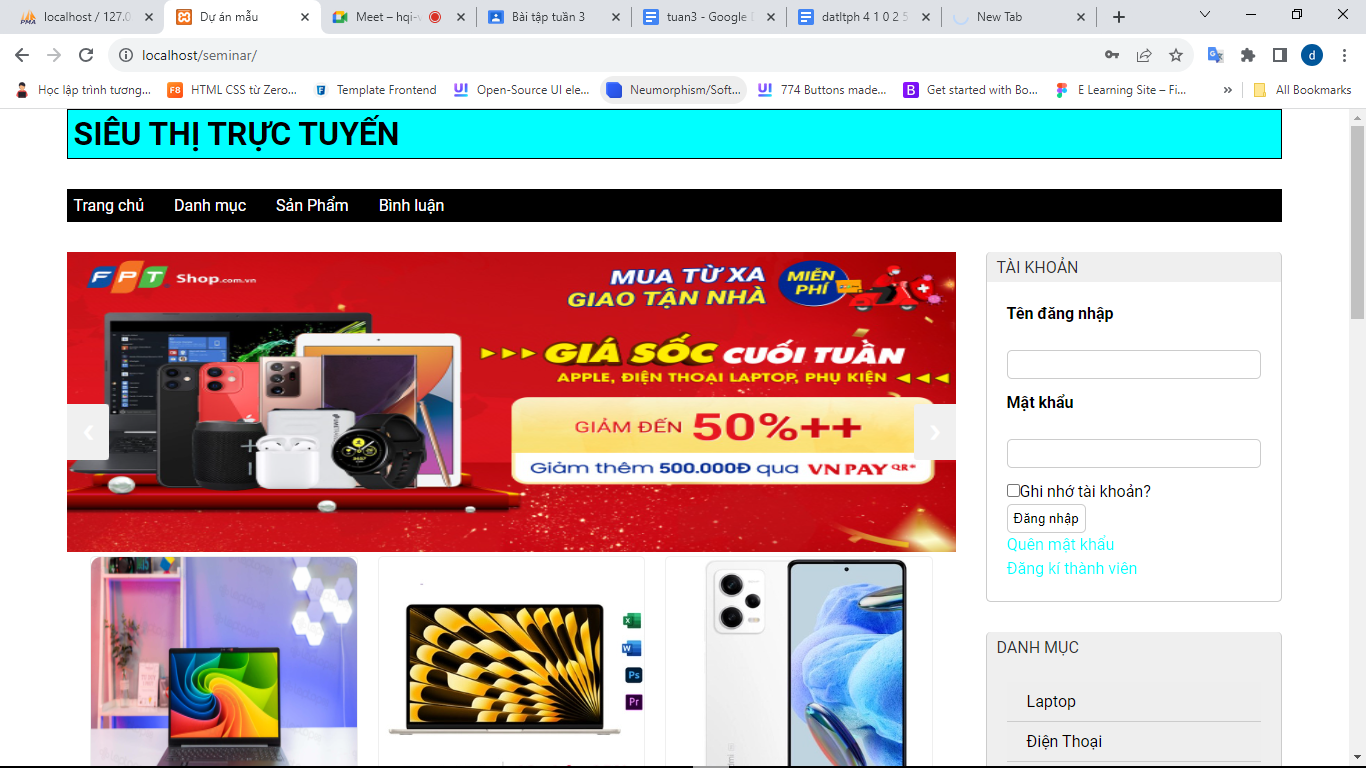 localhost / 127.0
Dự án mẫu
Meet – hqi-v
Bài tập tuần 3
tuan3 - Google D
datltph 4 1 0 2 5
New Tab
localhost/seminar/
d
Học lập trình tương...
F8
HTML CSS từ Zero...
Template Frontend
UI
Open-Source UI ele...
Neumorphism/Soft...
UI
774 Buttons made...
B
Get started with Bo...
E Learning Site – Fi...
»
All Bookmarks
SIÊU THỊ TRỰC TUYẾN
Trang chủ
Danh mục
Sản Phẩm
Bình luận
FPT Shop.com.vn
MUA TỪ XA
GIAO TẬN NHÀ
MIỄN
PHÍ
GIÁ SỐC CUỐI TUẦN
APPLE, ĐIỆN THOẠI LAPTOP, PHỤ KIỆN
GIẢM ĐẾN 50%++
Giảm thêm 500.000Đ qua VNPAY QR*
TÀI KHOẢN
Tên đăng nhập
Mật khẩu
Ghi nhớ tài khoản?
Đăng nhập
Quên mật khẩu
Đăng kí thành viên
DANH MỤC
Laptop
Điện Thoại
Ps
Pr